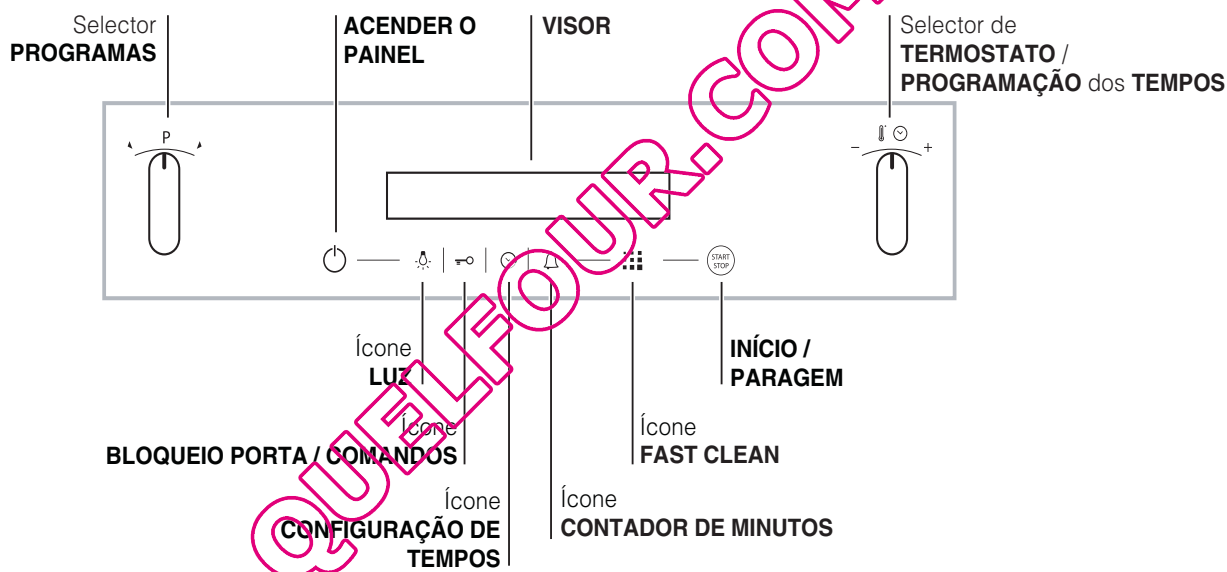 Selector
PROGRAMAS
ACENDER O
PAINEL
VISOR
Selector de
TERMOSTATO /
PROGRAMAÇÃO dos TEMPOS
P
- +
START
STOP
Ícone
LUZ
INÍCIO /
PARAGEM
Ícone
BLOQUEIO PORTA / COMANDOS
Ícone
FAST CLEAN
Ícone
CONFIGURAÇÃO DE
TEMPOS
Ícone
CONTADOR DE MINUTOS
QUELFOUR.COM